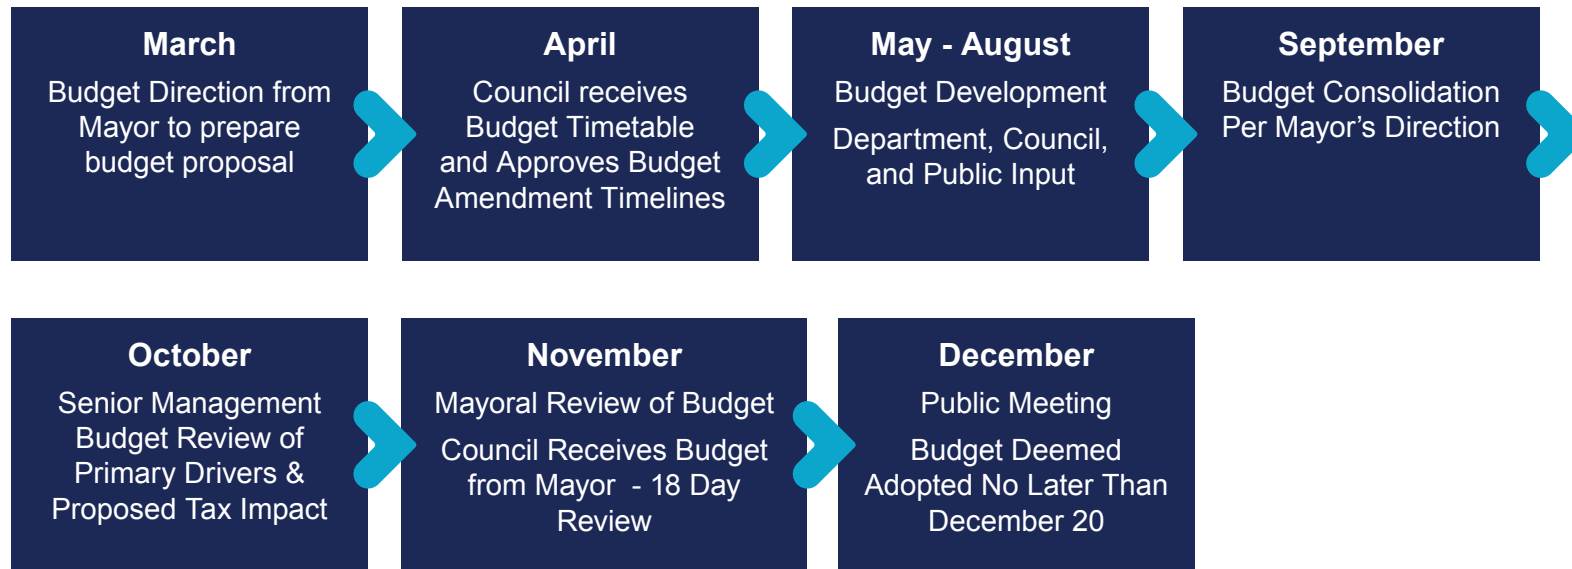 March
Budget Direction from
Mayor to prepare
budget proposal
April
Council receives
Budget Timetable
and Approves Budget
Amendment Timelines
May - August
Budget Development
Department, Council,
and Public Input
September
Budget Consolidation
Per Mayor’s Direction
October
Senior Management
Budget Review of
Primary Drivers &
Proposed Tax Impact
November
Mayoral Review of Budget
Council Receives Budget
from Mayor - 18 Day
Review
December
Public Meeting
Budget Deemed
Adopted No Later Than
December 20